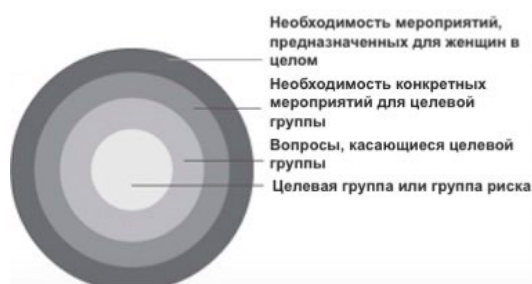 Необходимость мероприятий,
предназначенных для женщин в
целом
Необходимость конкретных
мероприятий для целевой
группы
Вопросы, касающиеся целевой
группы
Целевая группа или группа риска